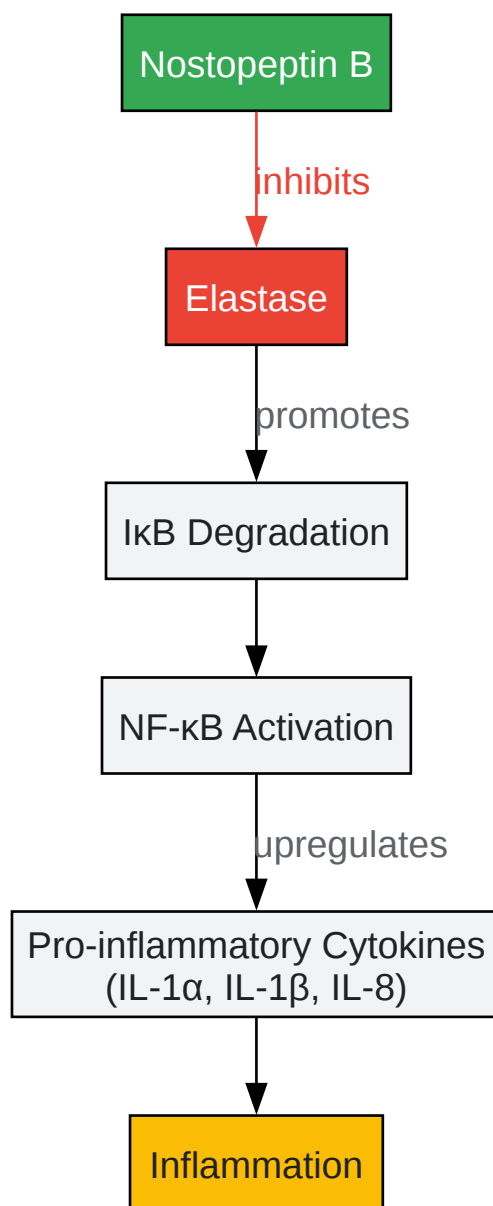 Nostopeptin B
inhibits
Elastase
promotes
IκB Degradation
NF-κB Activation
upregulates
Pro-inflammatory Cytokines
(IL-1α, IL-1β, IL-8)
Inflammation